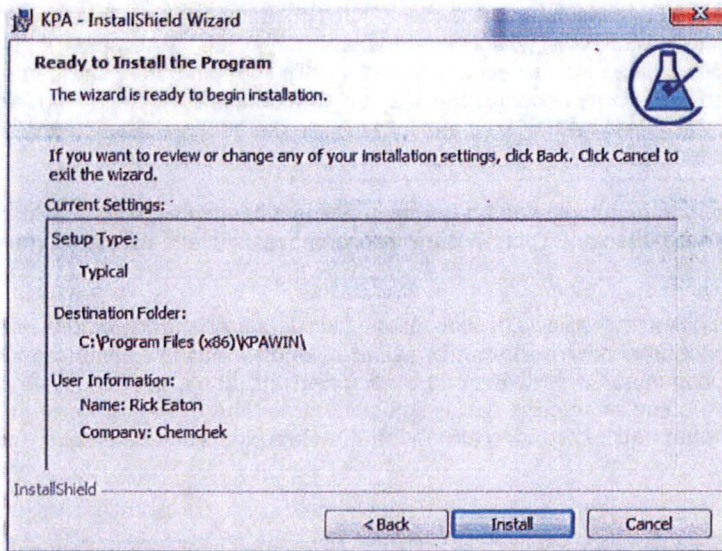 KPA - InstallShield Wizard
Ready to Install the Program
The wizard is ready to begin installation.
If you want to review or change any of your installation settings, click Back. Click Cancel to
exit the wizard.
Current Settings:
Setup Type:
Typical
Destination Folder:
C:\Program Files (x86)\KPAWIN\
User Information:
Name: Rick Eaton
Company: Chemchek
InstallShield
< Back
Install
Cancel